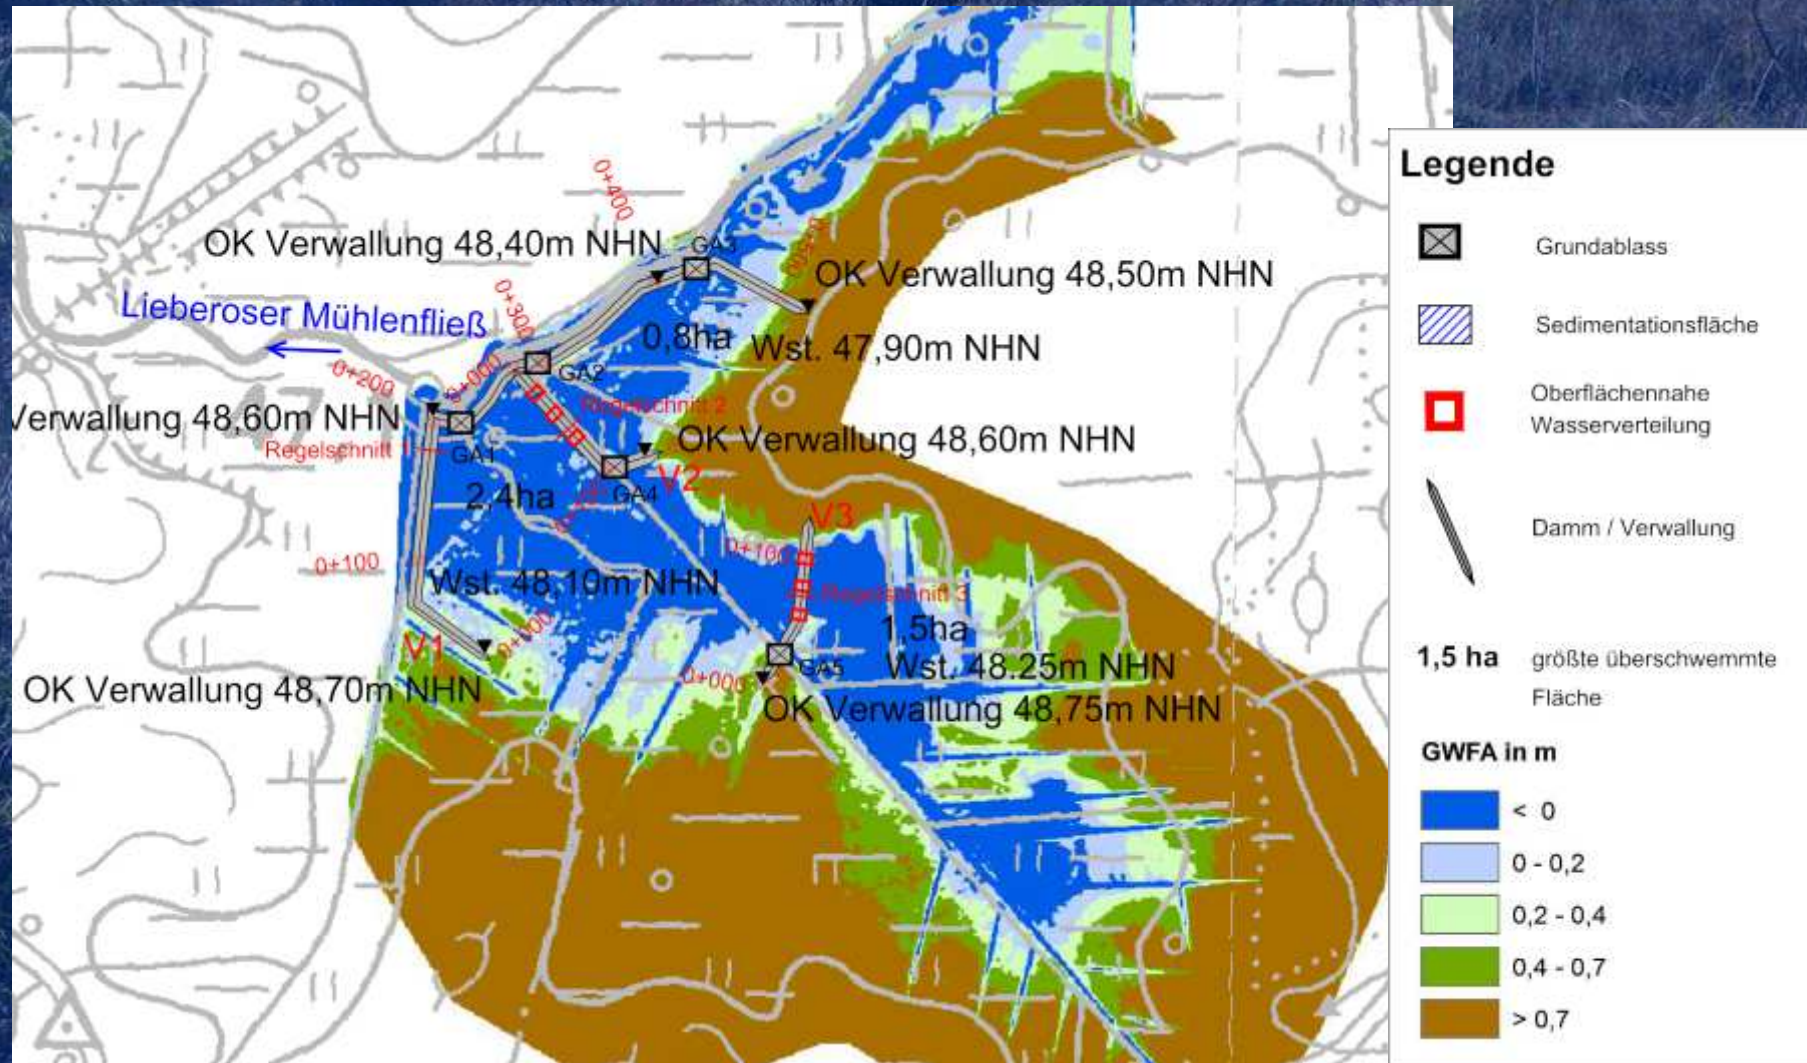 0+400
OK Verwallung 48,40m NHN
GA3
OK Verwallung 48,50m NHN
Lieberoser Mühlenfließ
0+300
0,8ha
Wst. 47,90m NHN
0+200
0+000
GA2
Verwallung 48,60m NHN
Regelschnitt 2
Regelschnitt 1
GA1
OK Verwallung 48,60m NHN
2,4ha
GA4
V2
V3
0+100
0+100
Wst. 48,10m NHN
Regelschnitt 3
1,5ha
V1
0+000
GA5
Wst. 48.25m NHN
OK Verwallung 48,70m NHN
0+000
OK Verwallung 48,75m NHN
Legende
Grundablass
Sedimentationsfläche
Oberflächennahe
Wasserverteilung
Damm / Verwallung
1,5 ha größte überschwemmte
Fläche
GWFA in m
< 0
0 - 0,2
0,2 - 0,4
0,4 - 0,7
> 0,7